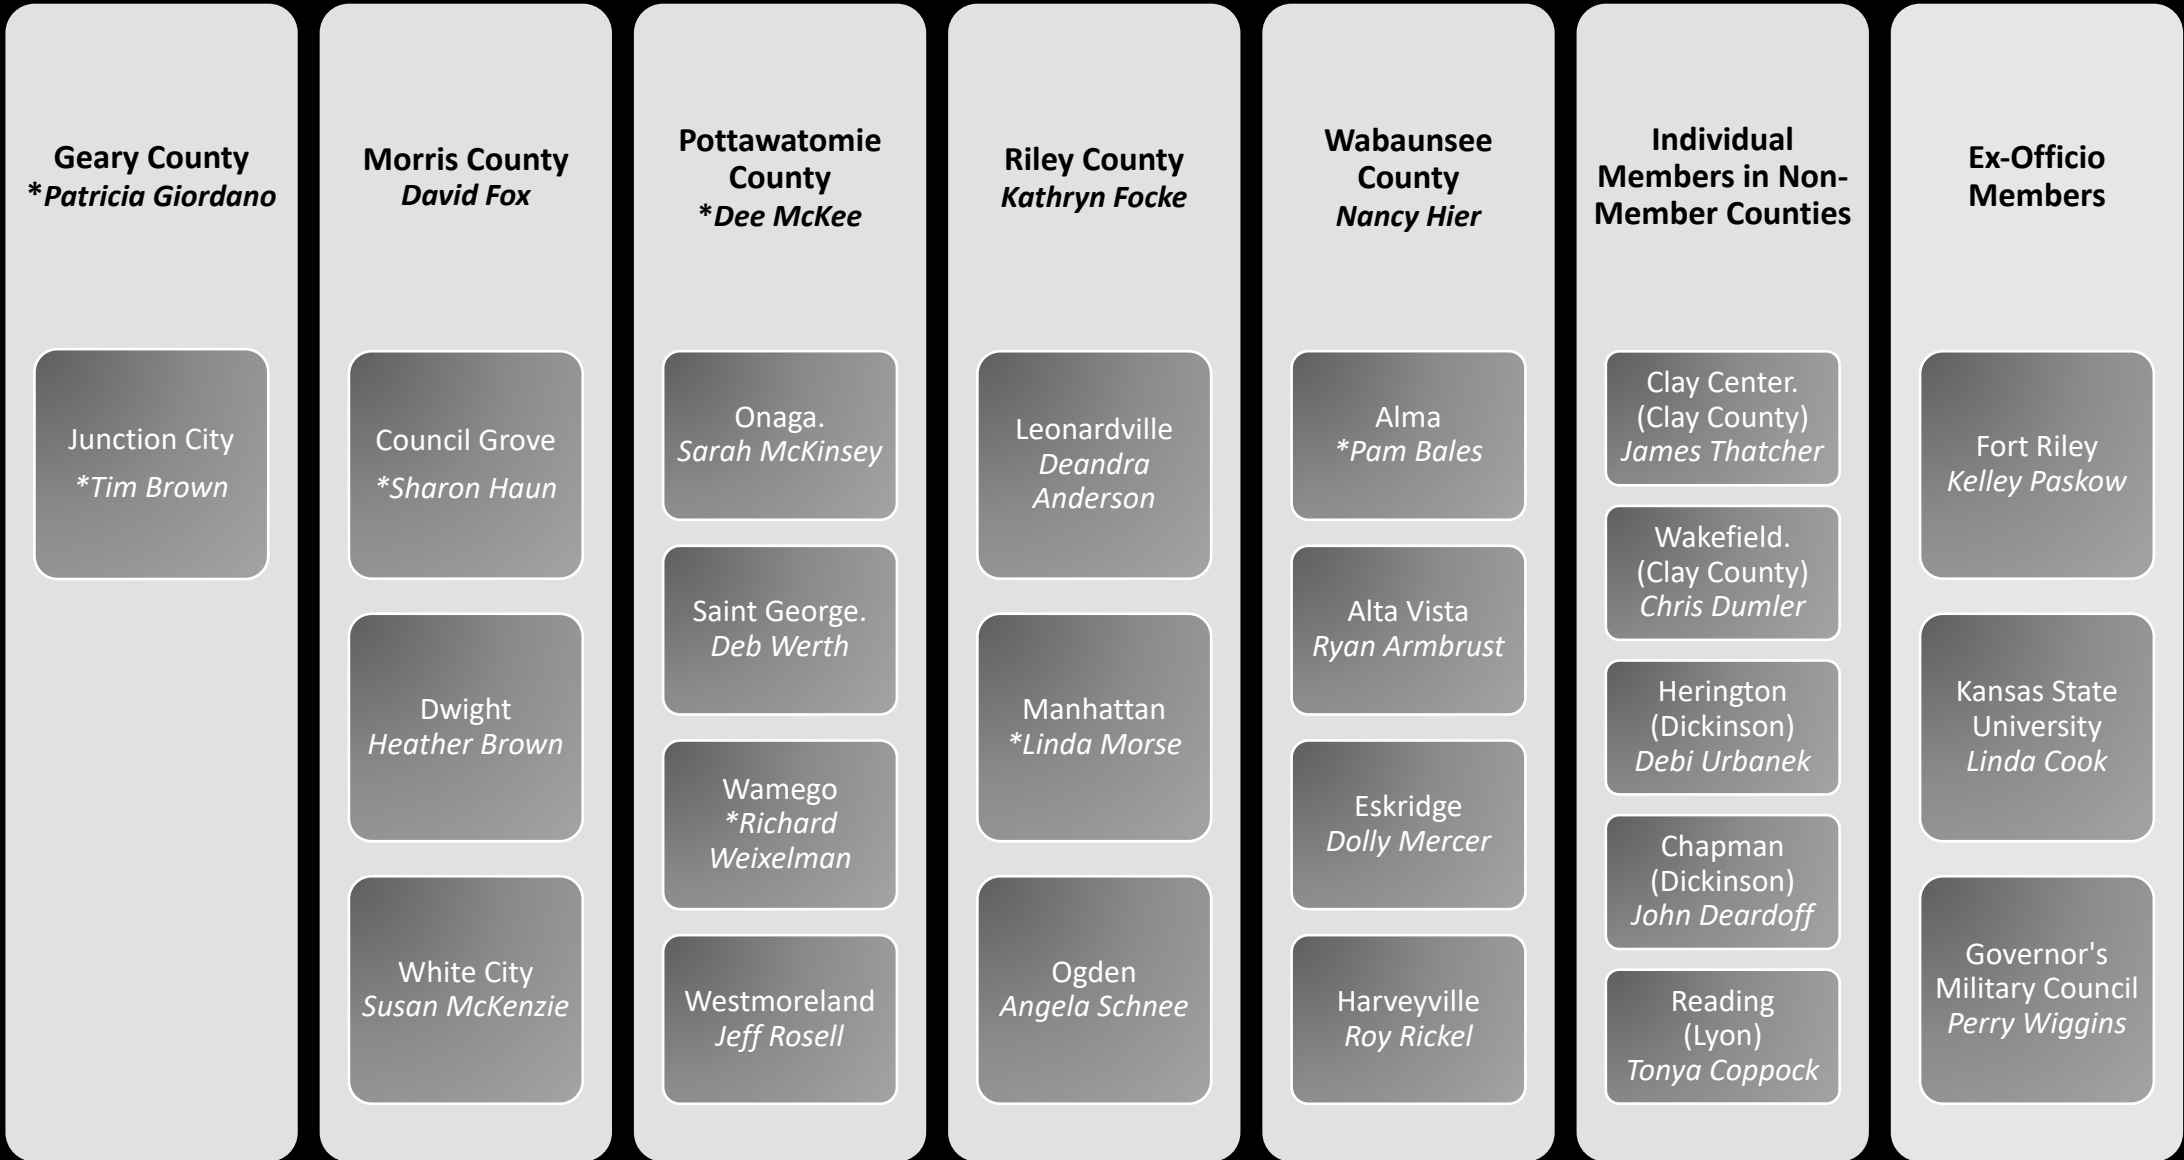 Geary County
*Patricia Giordano
Junction City
*Tim Brown
Morris County
David Fox
Council Grove
*Sharon Haun
Dwight
Heather Brown
White City
Susan McKenzie
Pottawatomie
County
*Dee McKee
Onaga.
Sarah McKinsey
Saint George.
Deb Werth
Wamego
*Richard
Weixelman
Westmoreland
Jeff Rosell
Riley County
Kathryn Focke
Leonardville
Deandra
Anderson
Manhattan
*Linda Morse
Ogden
Angela Schnee
Wabaunsee
County
Nancy Hier
Alma
*Pam Bales
Alta Vista
Ryan Armbrust
Eskridge
Dolly Mercer
Harveyville
Roy Rickel
Individual
Members in Non-
Member Counties
Clay Center.
(Clay County)
James Thatcher
Wakefield.
(Clay County)
Chris Dumler
Herington
(Dickinson)
Debi Urbanek
Chapman
(Dickinson)
John Deardoff
Reading
(Lyon)
Tonya Coppock
Ex-Officio
Members
Fort Riley
Kelley Paskow
Kansas State
University
Linda Cook
Governor's
Military Council
Perry Wiggins